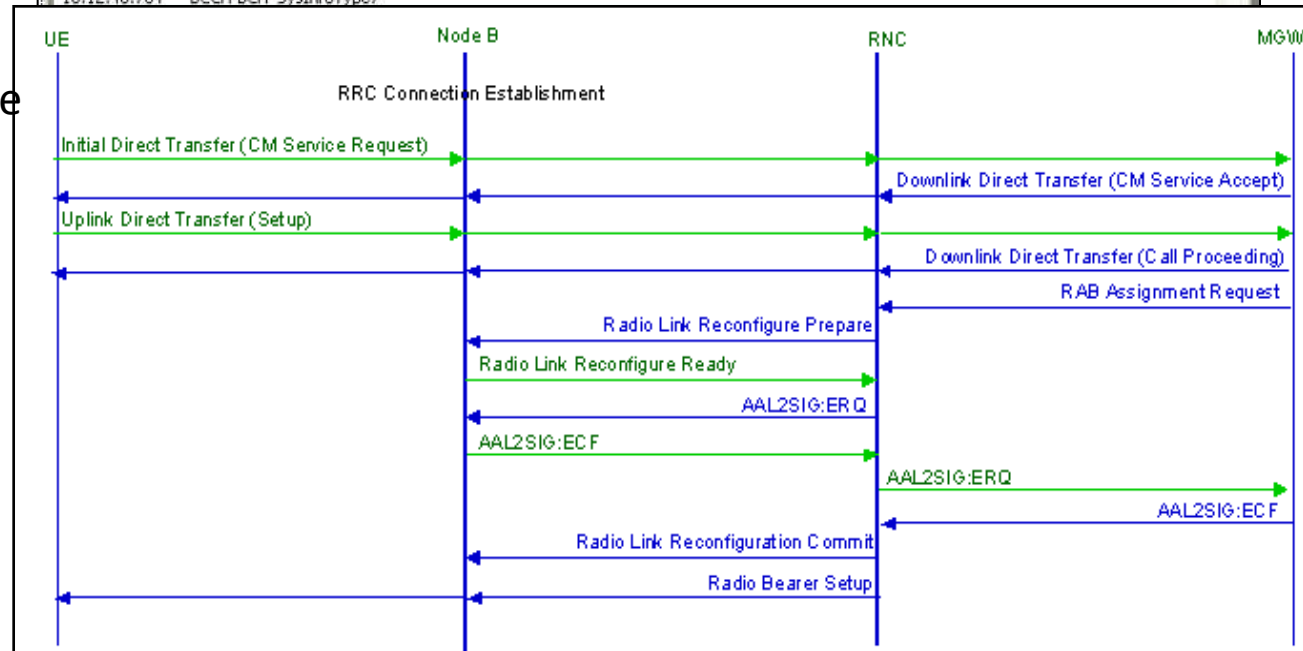 UE Node B RNC MGW
e
RRC Connection Establishment
Initial Direct Transfer (CM Service Request)
Downlink Direct Transfer (CM Service Accept)
Uplink Direct Transfer (Setup)
Downlink Direct Transfer (Call Proceeding)
RAB Assignment Request
Radio Link Reconfigure Prepare
Radio Link Reconfigure Ready
AAL2SIG:ERQ
AAL2SIG:ECF
AAL2SIG:ERQ
AAL2SIG:ECF
Radio Link Reconfiguration Commit
Radio Bearer Setup